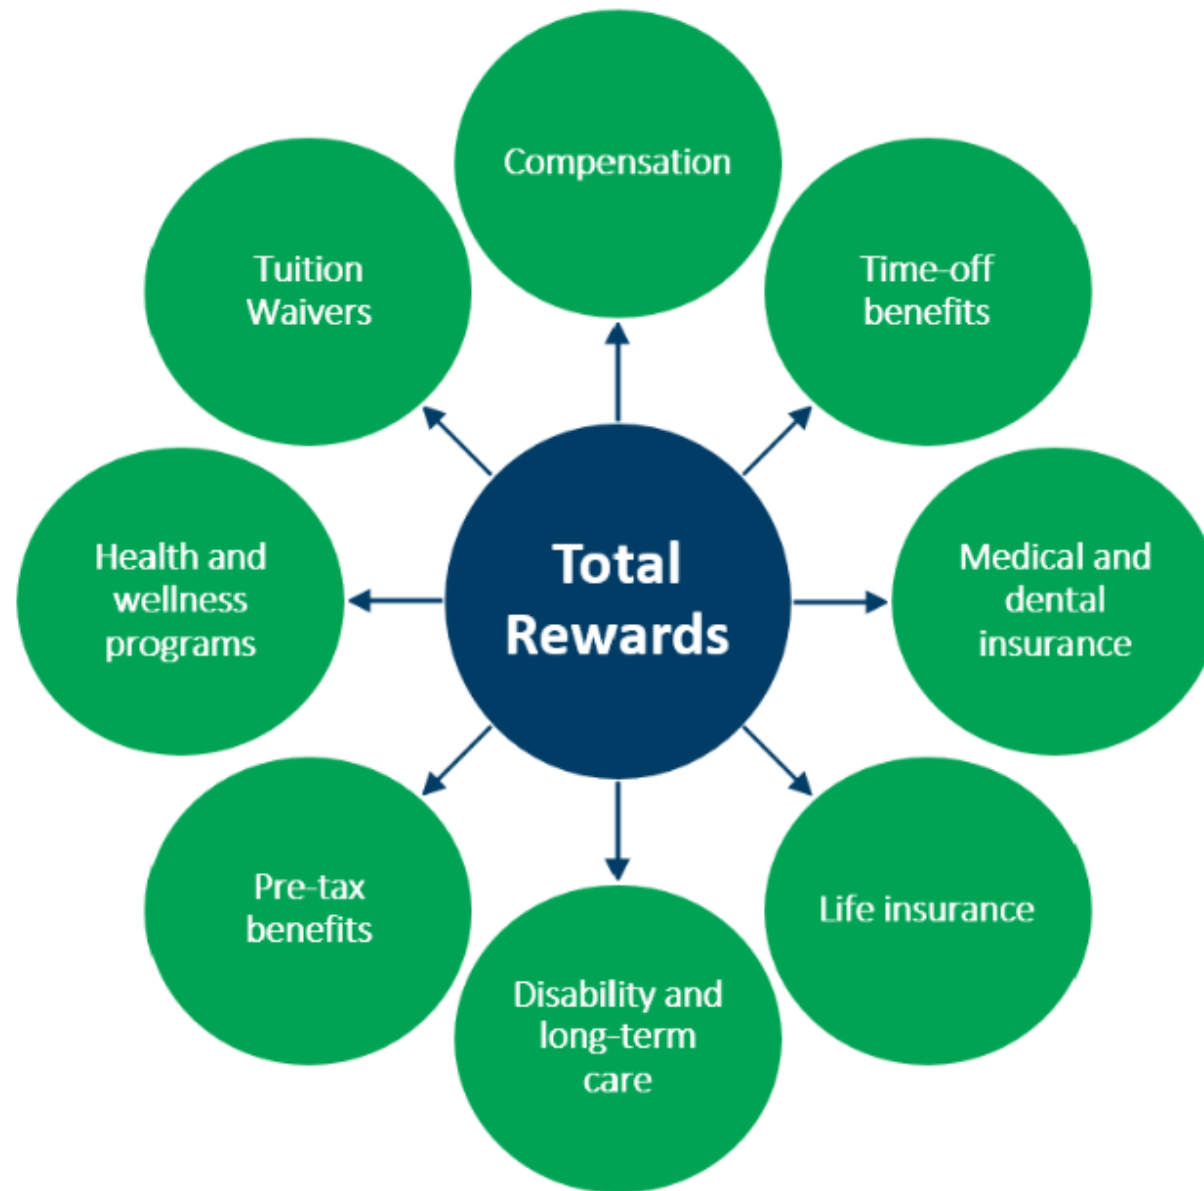 Compensation
Time-off
benefits
Medical and
dental
insurance
Life insurance
Disability and
long-term
care
Pre-tax
benefits
Health and
wellness
programs
Tuition
Waivers
Total
Rewards